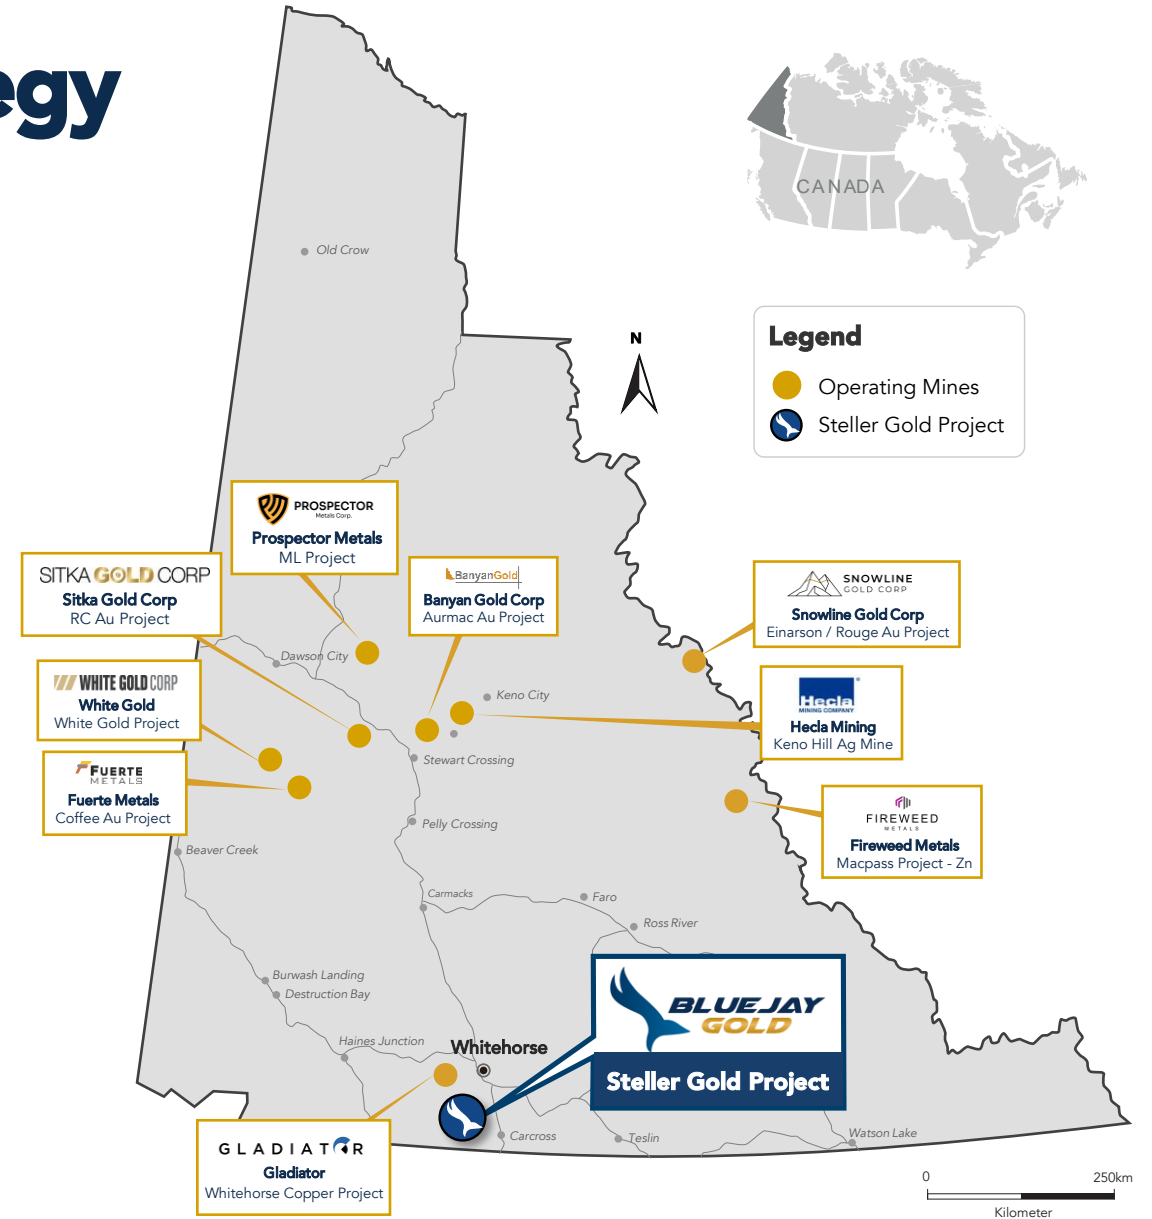 egy
CANADA
Old Crow
N
Legend
Operating Mines
Steller Gold Project
PROSPECTOR
Metals Corp.
Prospector Metals
ML Project
SITKA GOLD CORP
Sitka Gold Corp
RC Au Project
BanyanGold
Banyan Gold Corp
Aurmac Au Project
SNOWLINE
GOLD CORP
Snowline Gold Corp
Einarson / Rouge Au Project
Dawson City
WHITE GOLD CORP
White Gold
White Gold Project
Keno City
Hecla
MINING COMPANY
Hecla Mining
Keno Hill Ag Mine
Stewart Crossing
FUERTE
METALS
Fuerte Metals
Coffee Au Project
FIREWEED
METALS
Fireweed Metals
Macpass Project - Zn
Pelly Crossing
Beaver Creek
Carmacks
Faro
Ross River
Burwash Landing
Destruction Bay
BLUEJAY
GOLD
Steller Gold Project
Haines Junction
Whitehorse
GLADIATOR
Gladiator
Whitehorse Copper Project
Carcross
Teslin
Watson Lake
0 250km
Kilometer